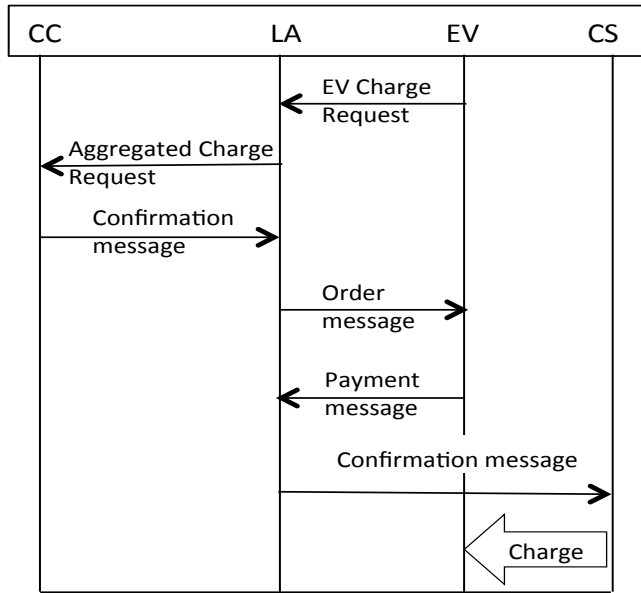 CC LA EV CS
EV Charge
Request
Aggregated Charge
Request
Confirmation
message
Order
message
Payment
message
Confirmation message
Charge